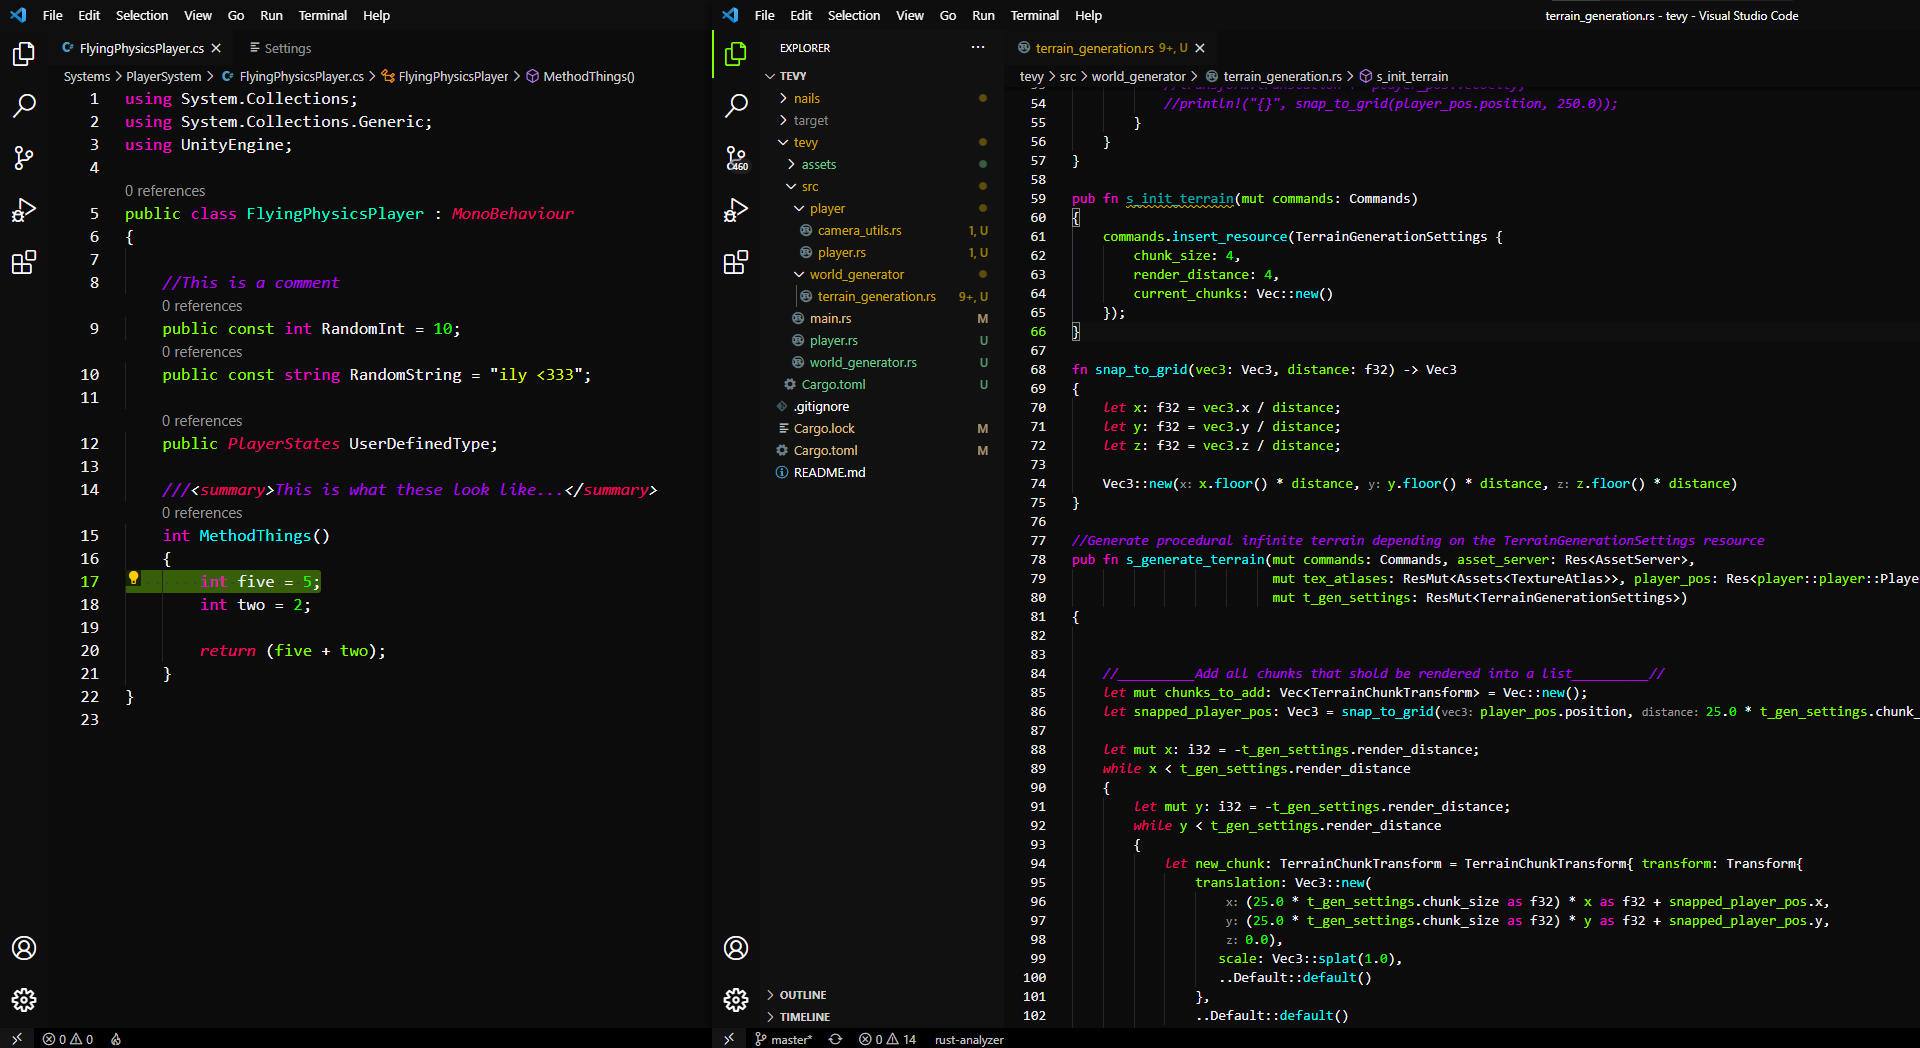 File Edit Selection View Go Run Terminal Help
FlyingPhysicsPlayer.cs Settings
Systems > PlayerSystem > FlyingPhysicsPlayer.cs > FlyingPhysicsPlayer > MethodThings()
1 using System.Collections;
2 using System.Collections.Generic;
3 using UnityEngine;
4
0 references
5 public class FlyingPhysicsPlayer : MonoBehaviour
6 {
7
8 //This is a comment
0 references
9 public const int RandomInt = 10;
0 references
10 public const string RandomString = "ily <333";
11
0 references
12 public PlayerStates UserDefinedType;
13
14 ///<summary>This is what these look like...</summary>
0 references
15 int MethodThings()
16 {
17 int five = 5;
18 int two = 2;
19
20 return (five + two);
21 }
22 }
23
0 0
File Edit Selection View Go Run Terminal Help
terrain_generation.rs - tevy - Visual Studio Code
460
EXPLORER ...
TEVY
nails
target
tevy
assets
src
player
camera_utils.rs 1, U
player.rs 1, U
world_generator
terrain_generation.rs 9+, U
main.rs M
player.rs U
world_generator.rs U
Cargo.toml U
.gitignore
Cargo.lock M
Cargo.toml M
README.md
OUTLINE
TIMELINE
terrain_generation.rs 9+, U
tevy > src > world_generator > terrain_generation.rs > s_init_terrain
54 //println!("{}", snap_to_grid(player_pos.position, 250.0));
55 }
56 }
57 }
58
59 pub fn s_init_terrain(mut commands: Commands)
60 {
61 commands.insert_resource(TerrainGenerationSettings {
62 chunk_size: 4,
63 render_distance: 4,
64 current_chunks: Vec::new()
65 });
66 }
67
68 fn snap_to_grid(vec3: Vec3, distance: f32) -> Vec3
69 {
70 let x: f32 = vec3.x / distance;
71 let y: f32 = vec3.y / distance;
72 let z: f32 = vec3.z / distance;
73
74 Vec3::new(x: x.floor() * distance, y: y.floor() * distance, z: z.floor() * distance)
75 }
76
77 //Generate procedural infinite terrain depending on the TerrainGenerationSettings resource
78 pub fn s_generate_terrain(mut commands: Commands, asset_server: Res<AssetServer>,
79 mut tex_atlases: ResMut<Assets<TextureAtlas>>, player_pos: Res<player::player::Playe
80 mut t_gen_settings: ResMut<TerrainGenerationSettings>)
81 {
82
83
84 //__________Add all chunks that shold be rendered into a list__________//
85 let mut chunks_to_add: Vec<TerrainChunkTransform> = Vec::new();
86 let snapped_player_pos: Vec3 = snap_to_grid(vec3: player_pos.position, distance: 25.0 * t_gen_settings.chunk_
87
88 let mut x: i32 = -t_gen_settings.render_distance;
89 while x < t_gen_settings.render_distance
90 {
91 let mut y: i32 = -t_gen_settings.render_distance;
92 while y < t_gen_settings.render_distance
93 {
94 let new_chunk: TerrainChunkTransform = TerrainChunkTransform{ transform: Transform{
95 translation: Vec3::new(
96 x: (25.0 * t_gen_settings.chunk_size as f32) * x as f32 + snapped_player_pos.x,
97 y: (25.0 * t_gen_settings.chunk_size as f32) * y as f32 + snapped_player_pos.y,
98 z: 0.0),
99 scale: Vec3::splat(1.0),
100 ..Default::default()
101 },
102 ..Default::default()
master* 0 14 rust-analyzer